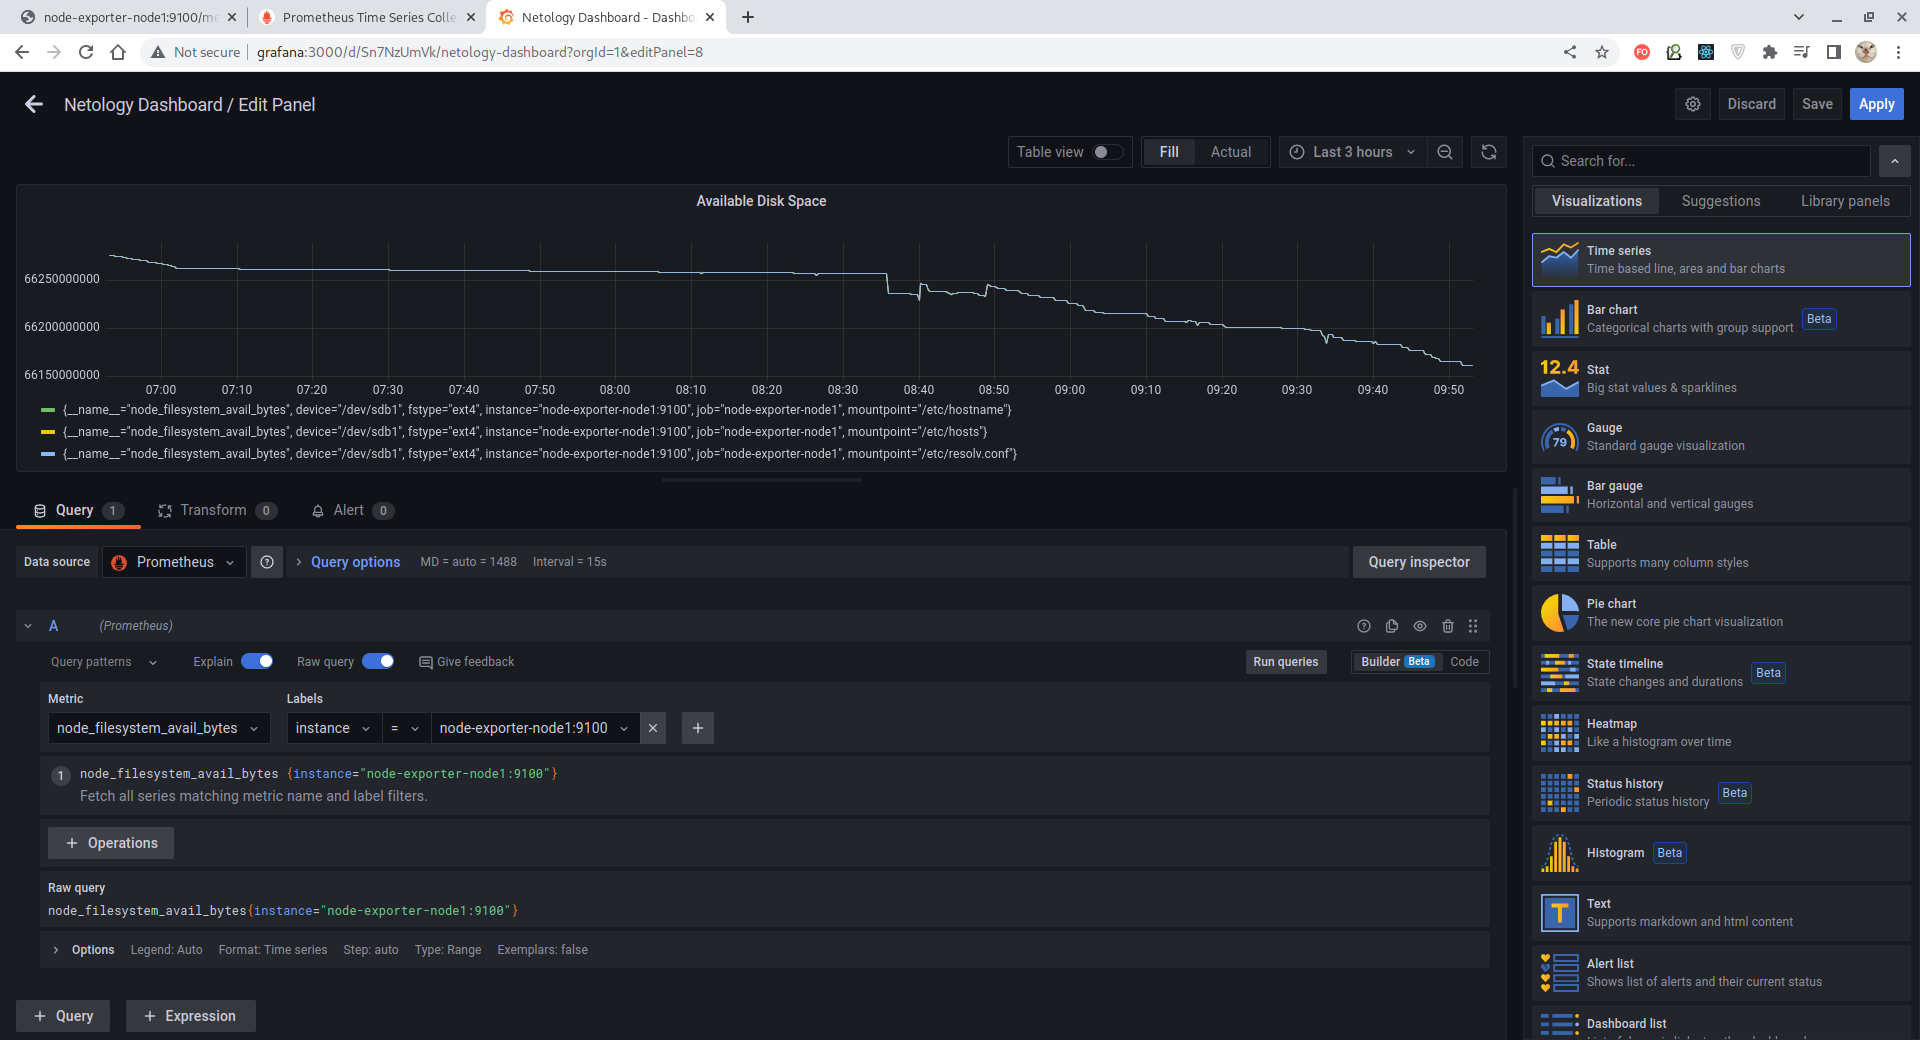 node-exporter-node1:9100/me
Prometheus Time Series Colle
Netology Dashboard - Dashbo
Not secure
grafana:3000/d/Sn7NzUmVk/netology-dashboard?orgId=1&editPanel=8
FO
Netology Dashboard / Edit Panel
Discard
Save
Apply
Table view
Fill
Actual
Last 3 hours
Available Disk Space
66250000000
66200000000
66150000000
07:00 07:10 07:20 07:30 07:40 07:50 08:00 08:10 08:20 08:30 08:40 08:50 09:00 09:10 09:20 09:30 09:40 09:50
{__name__="node_filesystem_avail_bytes", device="/dev/sdb1", fstype="ext4", instance="node-exporter-node1:9100", job="node-exporter-node1", mountpoint="/etc/hostname"}
{__name__="node_filesystem_avail_bytes", device="/dev/sdb1", fstype="ext4", instance="node-exporter-node1:9100", job="node-exporter-node1", mountpoint="/etc/hosts"}
{__name__="node_filesystem_avail_bytes", device="/dev/sdb1", fstype="ext4", instance="node-exporter-node1:9100", job="node-exporter-node1", mountpoint="/etc/resolv.conf"}
Query 1
Transform 0
Alert 0
Data source
Prometheus
Query options
MD = auto = 1488
Interval = 15s
Query inspector
A
(Prometheus)
Query patterns
Explain
Raw query
Give feedback
Run queries
Builder Beta
Code
Metric
Labels
node_filesystem_avail_bytes
instance
=
node-exporter-node1:9100
1
node_filesystem_avail_bytes {instance="node-exporter-node1:9100"}
Fetch all series matching metric name and label filters.
+ Operations
Raw query
node_filesystem_avail_bytes{instance="node-exporter-node1:9100"}
Options
Legend: Auto
Format: Time series
Step: auto
Type: Range
Exemplars: false
+ Query
+ Expression
Search for...
Visualizations
Suggestions
Library panels
Time series
Time based line, area and bar charts
Bar chart
Categorical charts with group support
Beta
12.4
Stat
Big stat values & sparklines
79
Gauge
Standard gauge visualization
Bar gauge
Horizontal and vertical gauges
Table
Supports many column styles
Pie chart
The new core pie chart visualization
State timeline
State changes and durations
Beta
Heatmap
Like a histogram over time
Status history
Periodic status history
Beta
Histogram
Beta
T
Text
Supports markdown and html content
Alert list
Shows list of alerts and their current status
Dashboard list